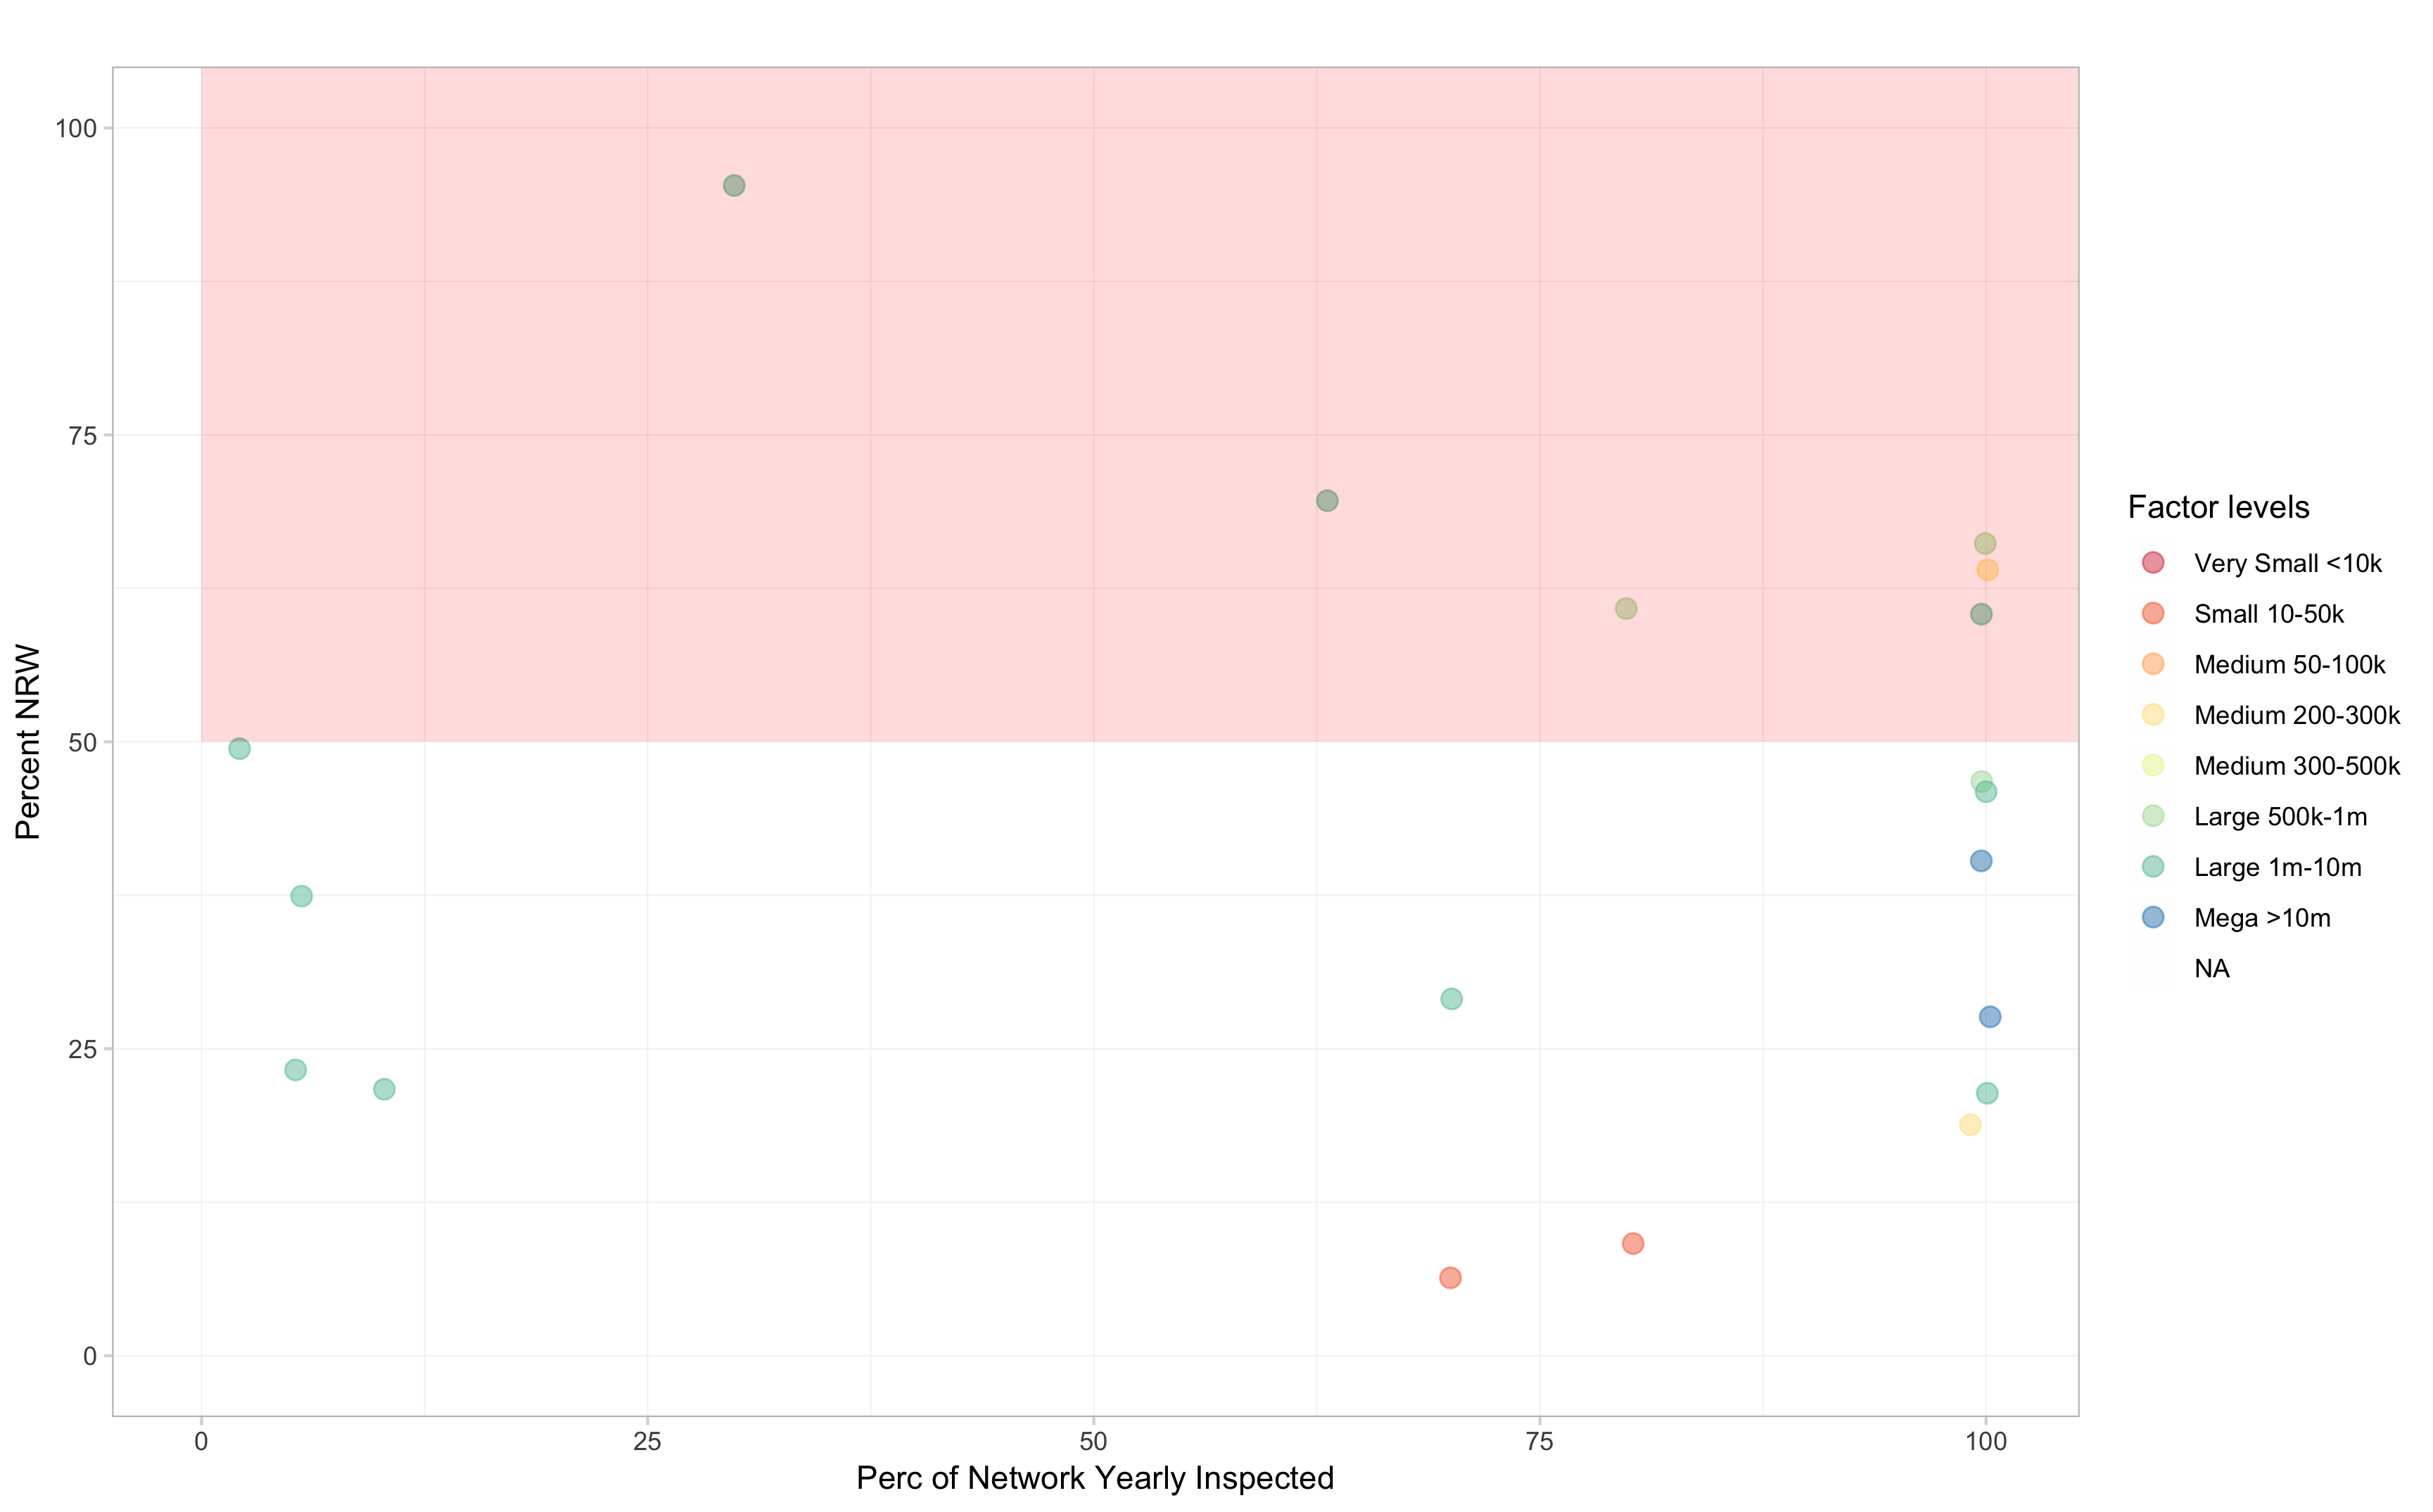 100
75
50
25
0
Percent NRW
0 25 50 75 100
Perc of Network Yearly Inspected
Factor levels
Very Small <10k
Small 10-50k
Medium 50-100k
Medium 200-300k
Medium 300-500k
Large 500k-1m
Large 1m-10m
Mega >10m
NA